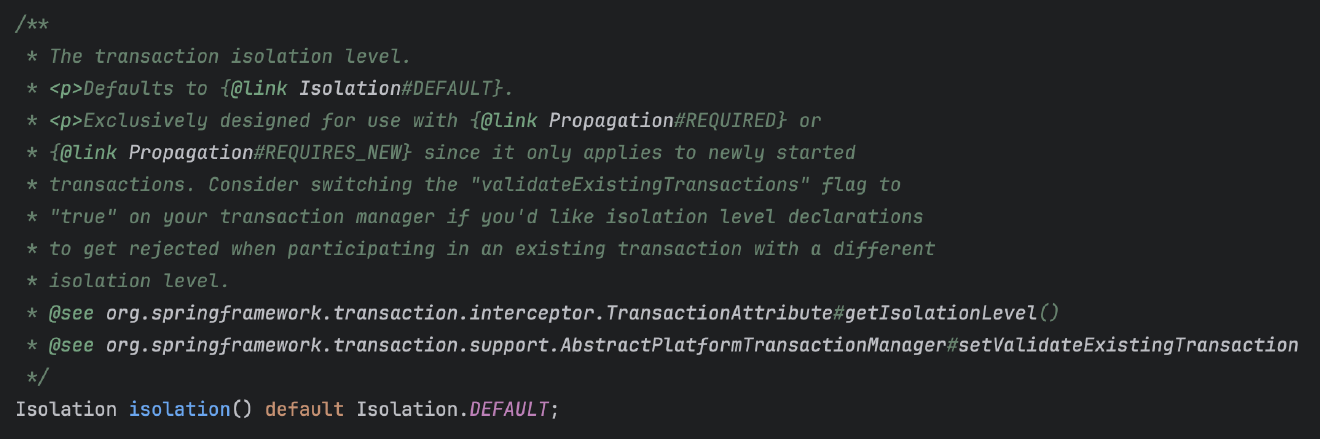 /**
 * The transaction isolation level.
 * <p>Defaults to {@link Isolation#DEFAULT}.
 * <p>Exclusively designed for use with {@link Propagation#REQUIRED} or
 * {@link Propagation#REQUIRES_NEW} since it only applies to newly started
 * transactions. Consider switching the "validateExistingTransactions" flag to
 * "true" on your transaction manager if you'd like isolation level declarations
 * to get rejected when participating in an existing transaction with a different
 * isolation level.
 * @see org.springframework.transaction.interceptor.TransactionAttribute#getIsolationLevel()
 * @see org.springframework.transaction.support.AbstractPlatformTransactionManager#setValidateExistingTransaction
 */
Isolation isolation() default Isolation.DEFAULT;